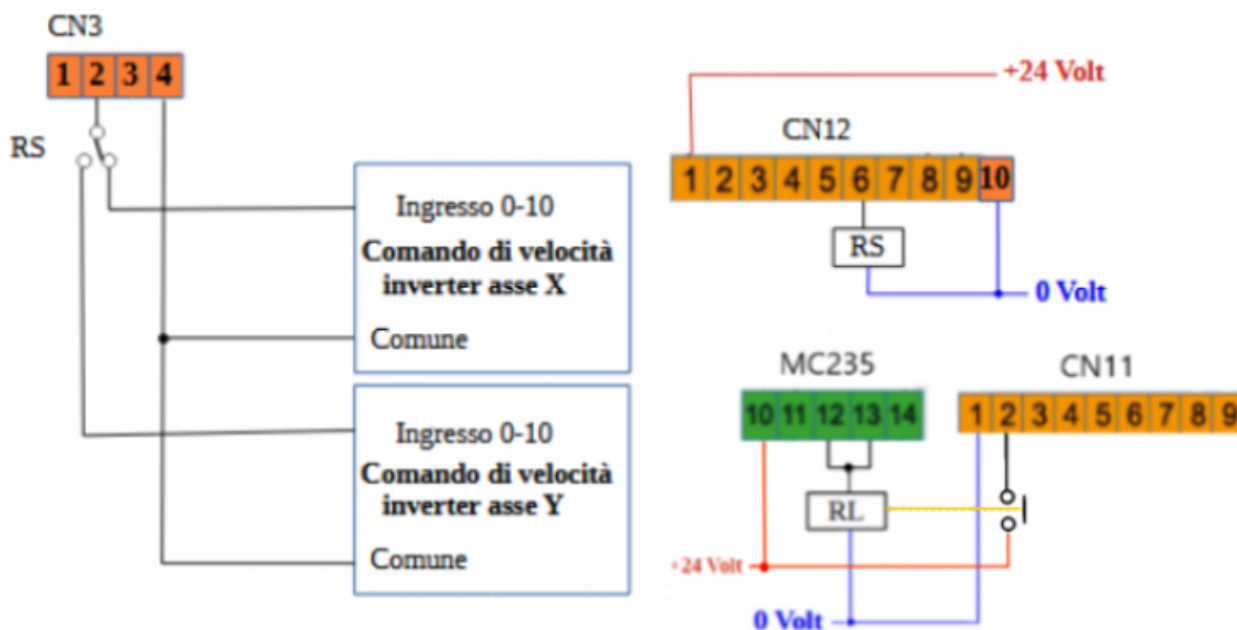 CN3
1 2 3 4
RS
Ingresso 0-10
Comando di velocità
inverter asse X
Comune
Ingresso 0-10
Comando di velocità
inverter asse Y
Comune
+24 Volt
CN12
1 2 3 4 5 6 7 8 9 10
RS
0 Volt
MC235
10 11 12 13 14
CN11
1 2 3 4 5 6 7 8 9
RL
+24 Volt
0 Volt